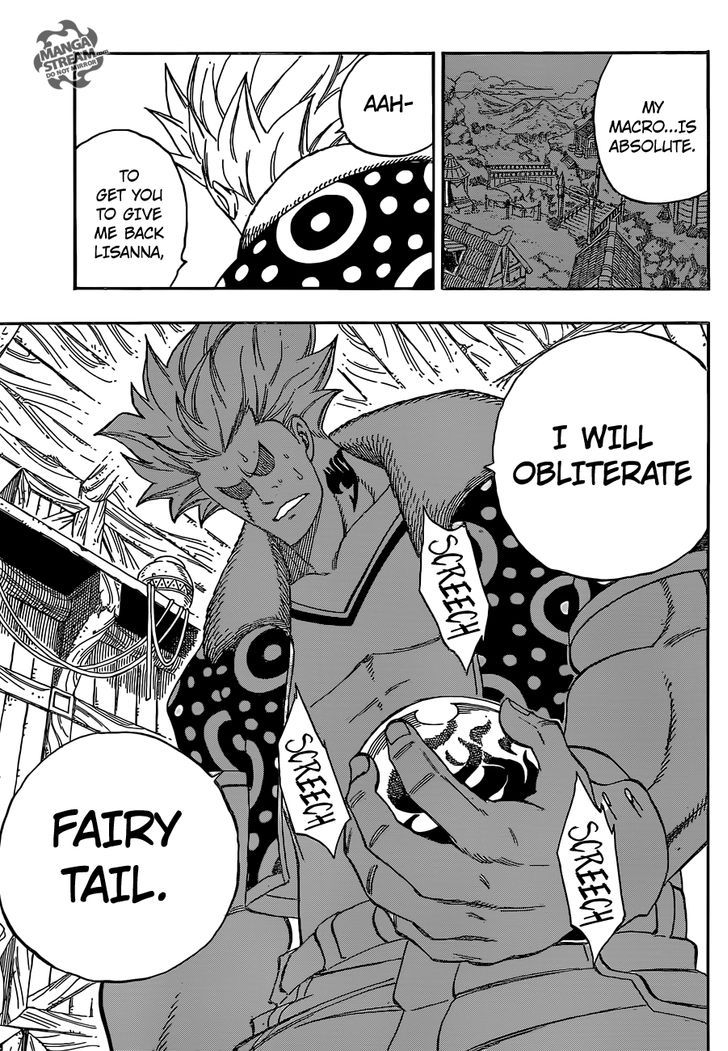 MANGA
STREAM.com
DO NOT MIRROR
MY
MACRO...IS
ABSOLUTE.
AAH-
TO
GET YOU
TO GIVE
ME BACK
LISANNA,
I WILL
OBLITERATE
SCREECH
SCREECH
SCREECH
FAIRY
TAIL.